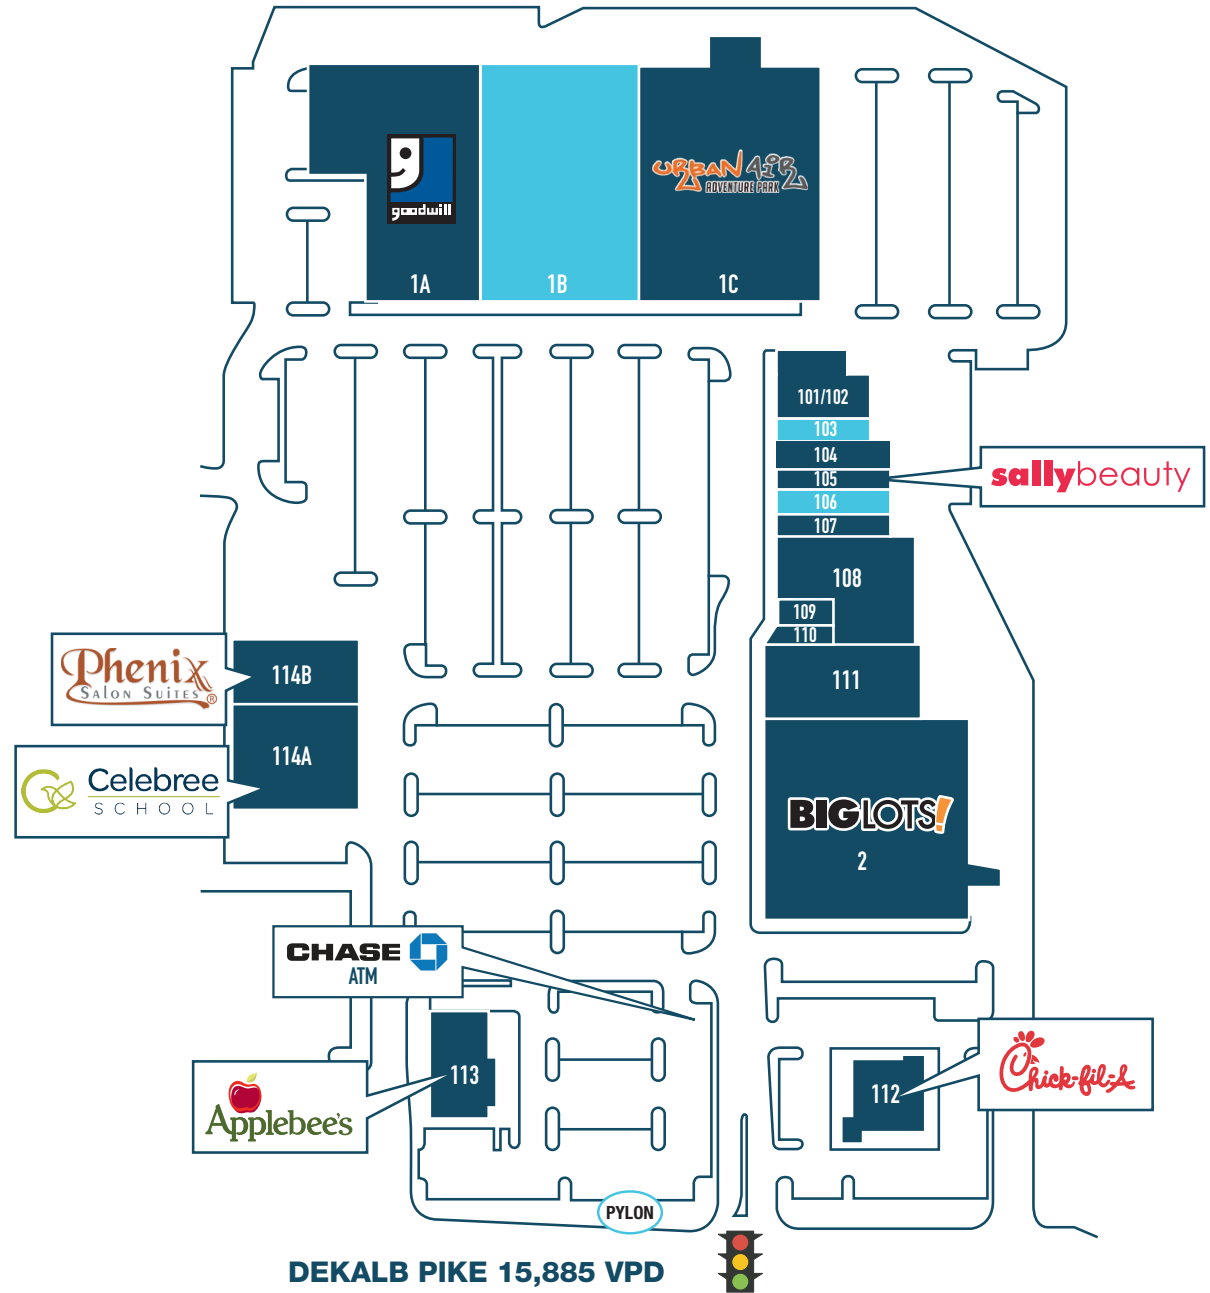 goodwill
URBAN AIR
ADVENTURE PARK
1A
1B
1C
101/102
103
104
105
sallybeauty
106
107
108
109
110
Phenix
SALON SUITES®
114B
111
114A
Celebree
SCHOOL
BIGLOTS!
2
CHASE
ATM
113
Applebee's
112
Chick-fil-A
PYLON
DEKALB PIKE 15,885 VPD